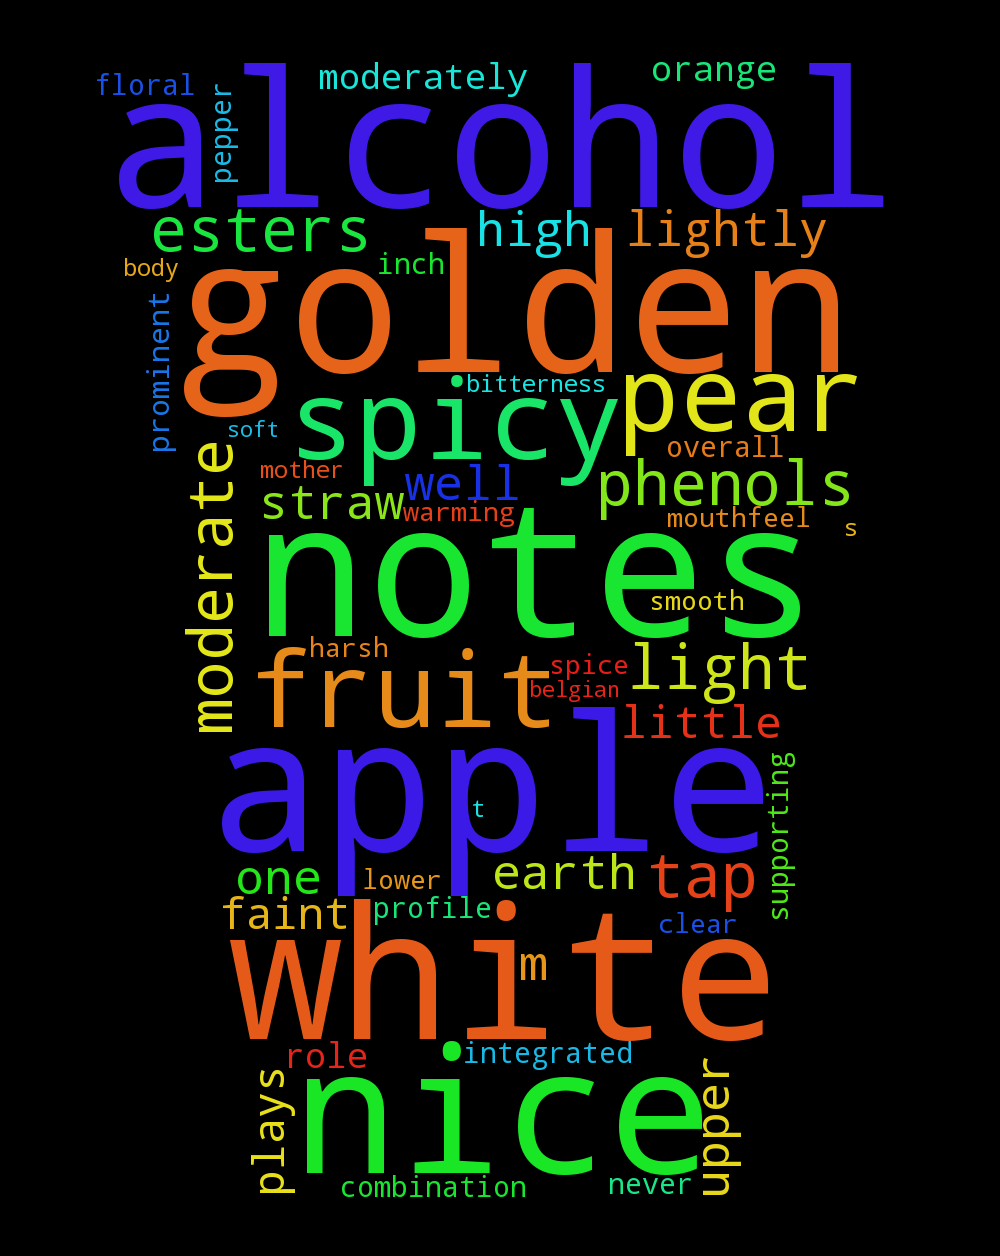 floral
moderately
orange
pepper
alcohol
esters
high
lightly
body
inch
golden
prominent
bitterness
pear
spicy
soft
overall
mother
well
phenols
straw
warming
mouthfeel
s
moderate
notes
smooth
harsh
fruit
spice
light
belgian
little
apple
t
supporting
one
lower
earth
tap
faint
profile
clear
white
m
role
integrated
plays
nice
upper
combination
never